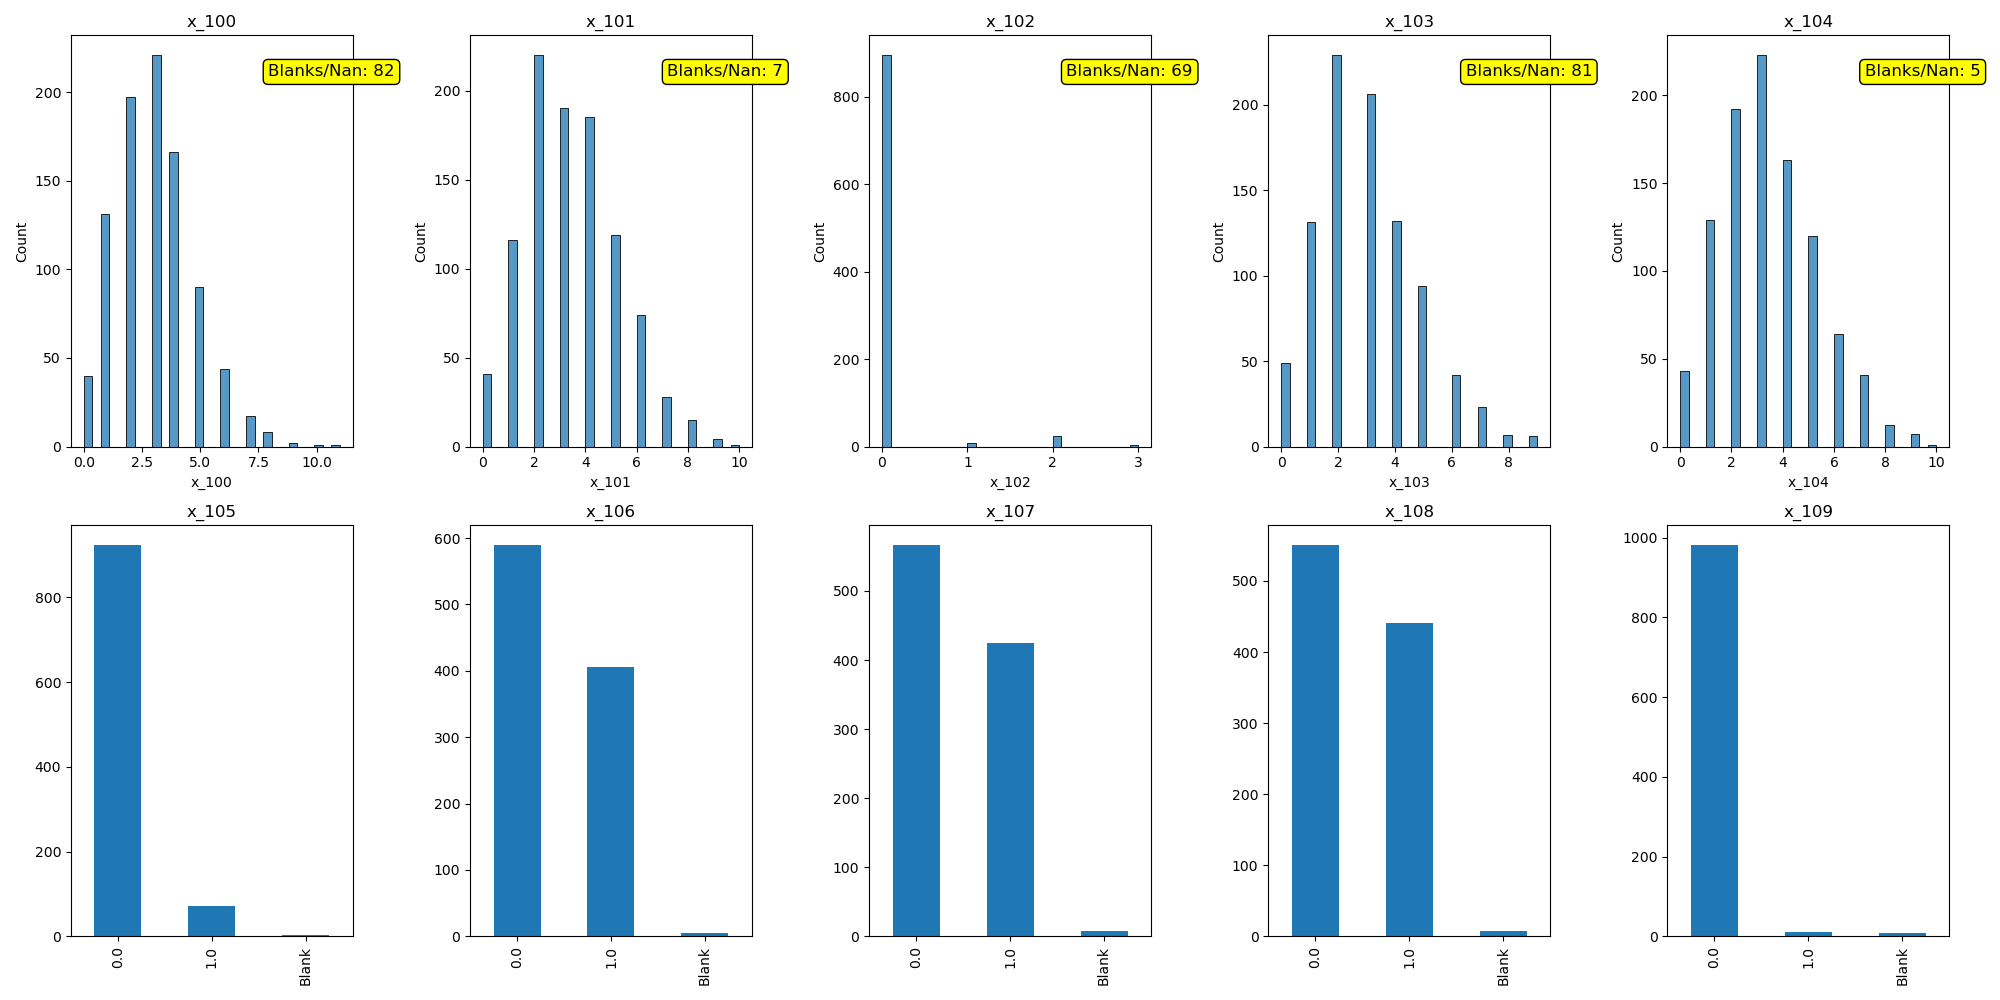 x_100
Blanks/Nan: 82
Count
200
150
100
50
0
0.0 2.5 5.0 7.5 10.0
x_100
x_101
Blanks/Nan: 7
Count
200
150
100
50
0
0 2 4 6 8 10
x_101
x_102
Blanks/Nan: 69
Count
800
600
400
200
0
0 1 2 3
x_102
x_103
Blanks/Nan: 81
Count
200
150
100
50
0
0 2 4 6 8
x_103
x_104
Blanks/Nan: 5
Count
200
150
100
50
0
0 2 4 6 8 10
x_104
x_105
800
600
400
200
0
0.0 1.0 Blank
x_106
600
500
400
300
200
100
0
0.0 1.0 Blank
x_107
500
400
300
200
100
0
0.0 1.0 Blank
x_108
500
400
300
200
100
0
0.0 1.0 Blank
x_109
1000
800
600
400
200
0
0.0 1.0 Blank